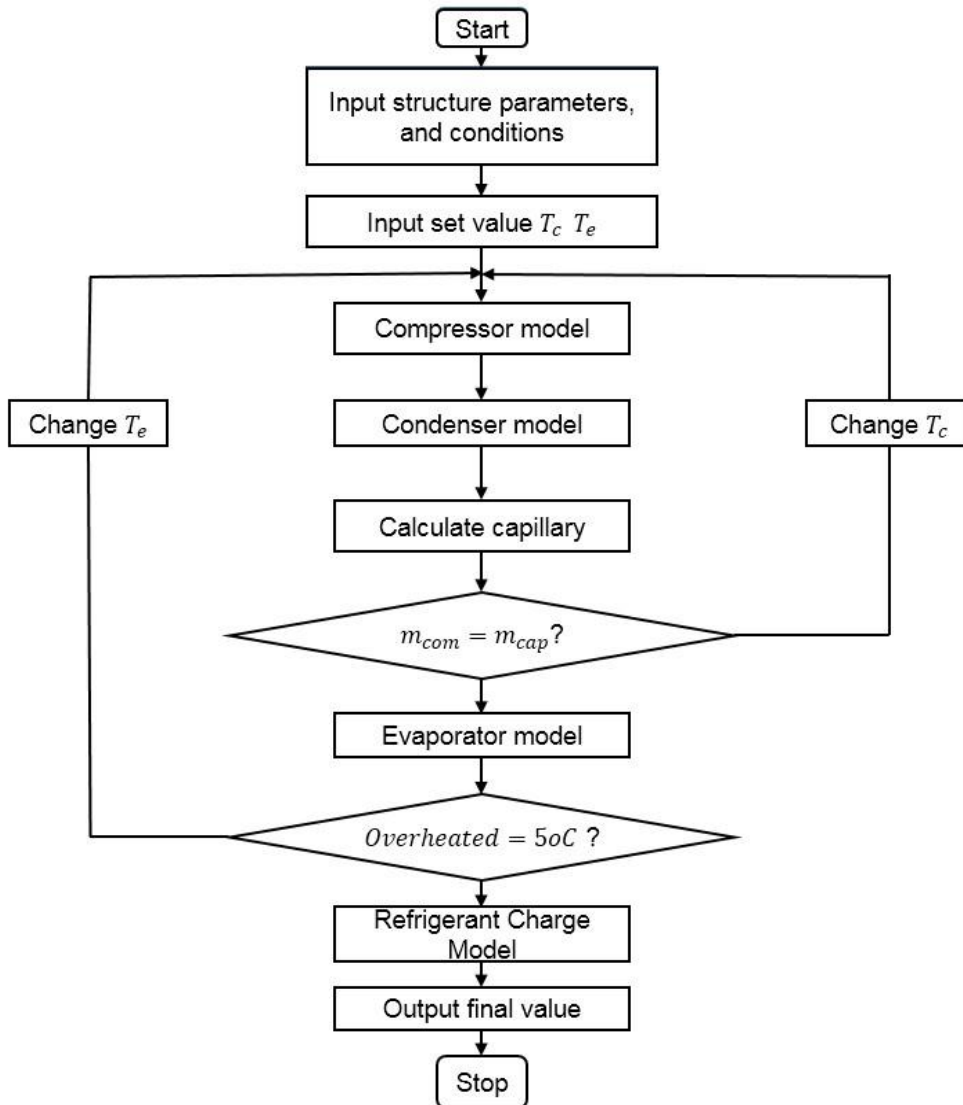 Start
Input structure parameters,
and conditions
Input set value T_c T_e
Compressor model
Change T_e
Condenser model
Change T_c
Calculate capillary
m_com = m_cap?
Evaporator model
Overheated = 5oC ?
Refrigerant Charge
Model
Output final value
Stop